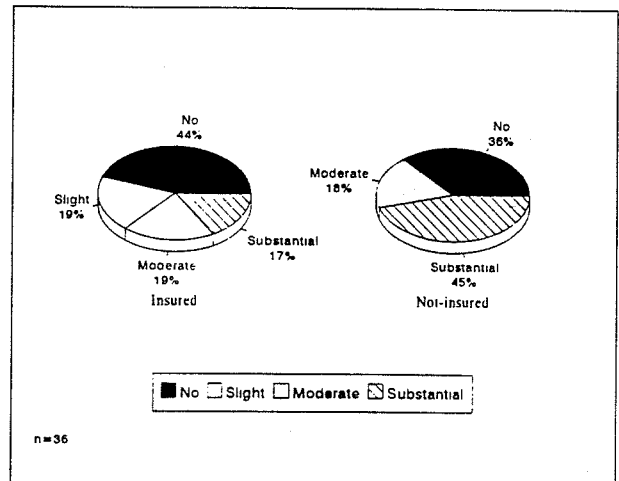 No
44%
Slight
19%
Moderate
19%
Substantial
17%
Insured
No
36%
Moderate
18%
Substantial
45%
Not-insured
No Slight Moderate Substantial
n=36